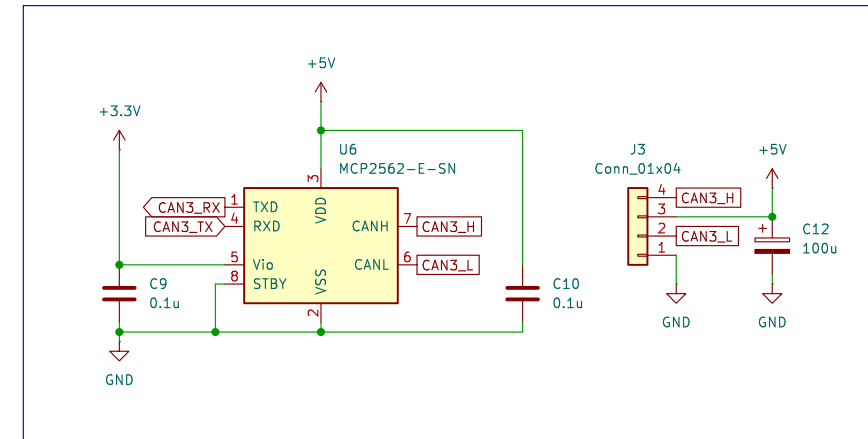 +5V
+3.3V
U6
MCP2562-E-SN
J3
Conn_01x04
+5V
3
VDD
CAN3_RX
1
TXD
CAN3_TX
4
RXD
CANH
7
CAN3_H
5
Vio
CANL
6
CAN3_L
8
STBY
VSS
2
C9
0.1u
C10
0.1u
GND
4
CAN3_H
3
2
CAN3_L
1
+
C12
100u
GND
GND